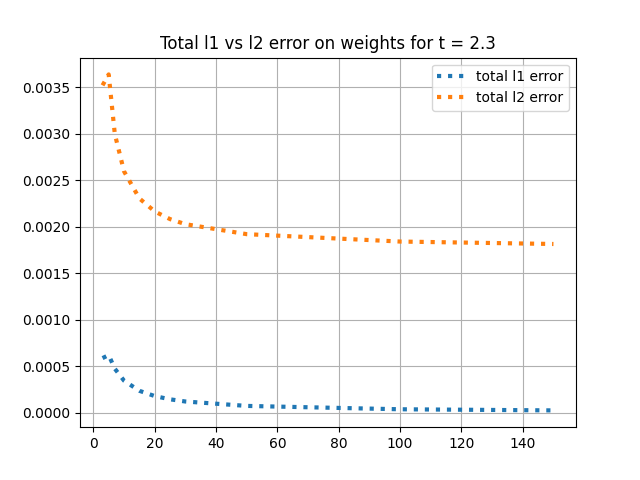 Total l1 vs l2 error on weights for t = 2.3
total l1 error
total l2 error
0.0035
0.0030
0.0025
0.0020
0.0015
0.0010
0.0005
0.0000
0 20 40 60 80 100 120 140